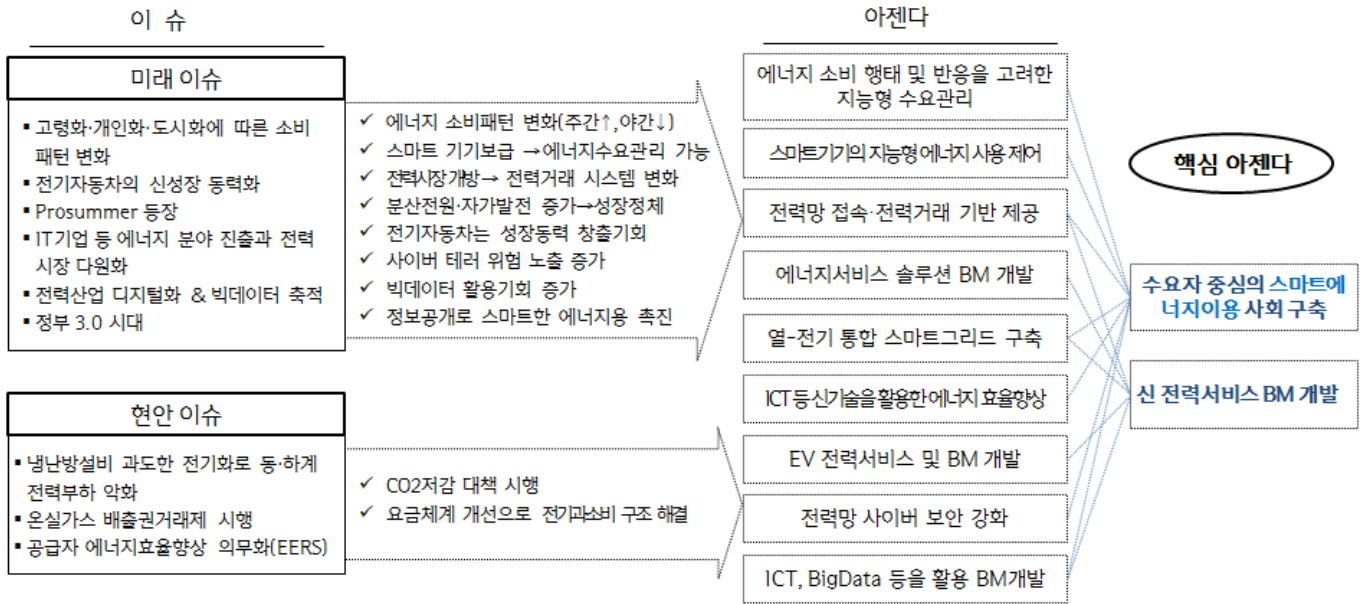 이 슈
미래 이슈
▪ 고령화·개인화·도시화에 따른 소비
패턴 변화
▪ 전기자동차의 신성장 동력화
▪ Prosummer 등장
▪ IT기업 등 에너지 분야 진출과 전력
시장 다원화
▪ 전력산업 디지털화 & 빅데이터 축적
▪ 정부 3.0 시대
✓ 에너지 소비패턴 변화(주간↑,야간↓)
✓ 스마트 기기보급 →에너지수요관리 가능
✓ 전력시장개방→ 전력거래 시스템 변화
✓ 분산전원·자가발전 증가→성장정체
✓ 전기자동차는 성장동력 창출기회
✓ 사이버 테러 위험 노출 증가
✓ 빅데이터 활용기회 증가
✓ 정보공개로 스마트한 에너지용 촉진
현안 이슈
▪ 냉난방설비 과도한 전기화로 동·하계
전력부하 악화
▪ 온실가스 배출권거래제 시행
▪ 공급자 에너지효율향상 의무화(EERS)
✓ CO2저감 대책 시행
✓ 요금체계 개선으로 전기과소비 구조 해결
아젠다
에너지 소비 행태 및 반응을 고려한
지능형 수요관리
스마트기기의 지능형 에너지 사용 제어
전력망 접속·전력거래 기반 제공
에너지서비스 솔루션 BM 개발
열-전기 통합 스마트그리드 구축
ICT 등 신기술을 활용한 에너지 효율향상
EV 전력서비스 및 BM 개발
전력망 사이버 보안 강화
ICT, BigData 등을 활용 BM개발
핵심 아젠다
수요자 중심의 스마트에
너지이용 사회 구축
신 전력서비스 BM 개발